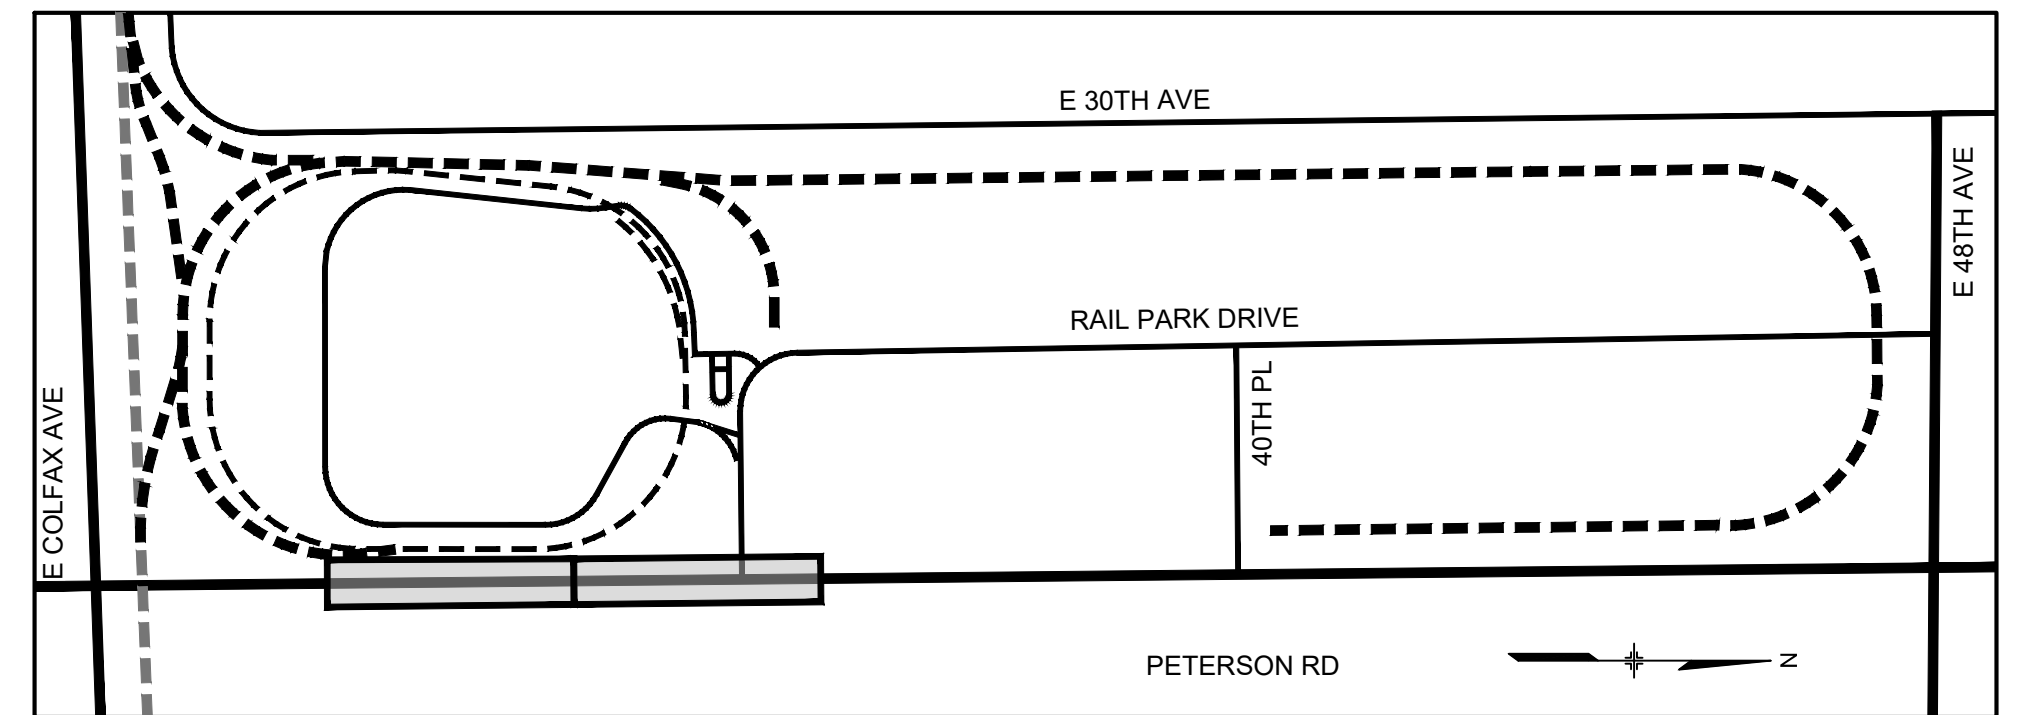 E 30TH AVE
E 48TH AVE
RAIL PARK DRIVE
40TH PL
E COLFAX AVE
PETERSON RD
N